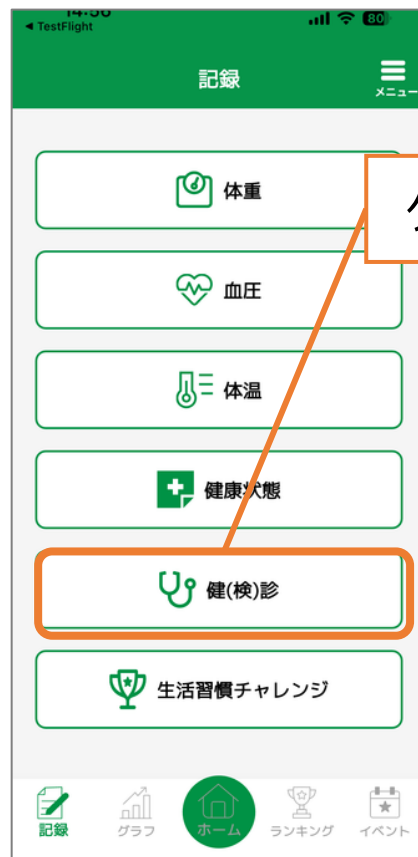 ◀ TestFlight
80
記録
メニュー
体重
血圧
体温
健康状態
健(検)診
生活習慣チャレンジ
記録
グラフ
ホーム
ランキング
イベント